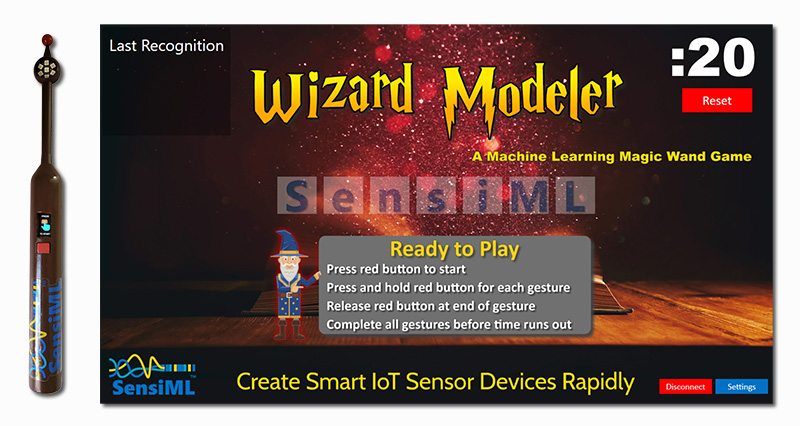 Last Recognition
:20
Reset
Wizard Modeler
A Machine Learning Magic Wand Game
SensiML
Ready to Play
Press red button to start
Press and hold red button for each gesture
Release red button at end of gesture
Complete all gestures before time runs out
SensiML
SensiML
Create Smart IoT Sensor Devices Rapidly
Disconnect
Settings